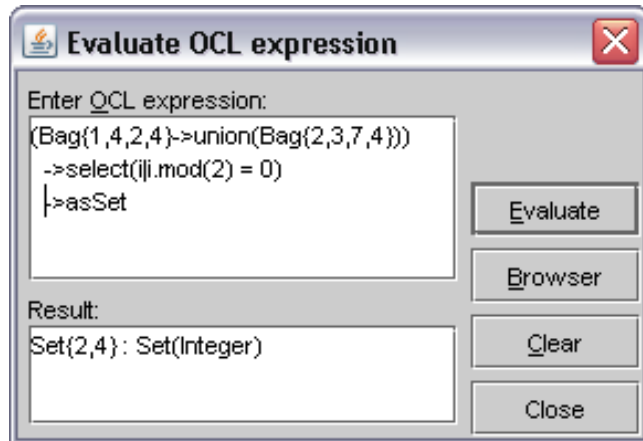 Evaluate OCL expression
Enter OCL expression:
(Bag{1,4,2,4}->union(Bag{2,3,7,4}))
->select(i|i.mod(2) = 0)
->asSet
Evaluate
Browser
Result:
Set{2,4} : Set(Integer)
Clear
Close